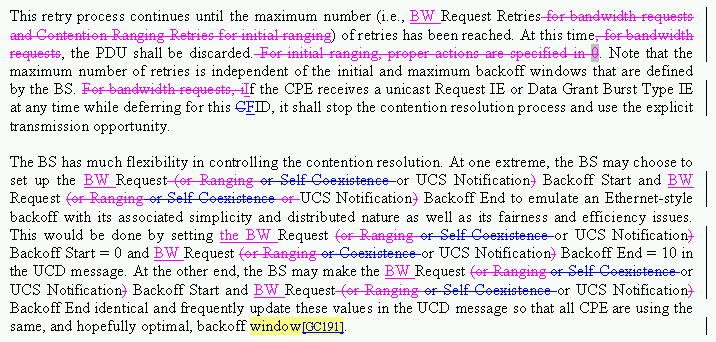 This retry process continues until the maximum number (i.e., BW Request Retries for bandwidth requests
and Contention Ranging Retries for initial ranging) of retries has been reached. At this time, for bandwidth
requests, the PDU shall be discarded. For initial ranging, proper actions are specified in 0. Note that the
maximum number of retries is independent of the initial and maximum backoff windows that are defined
by the BS. For bandwidth requests, iIf the CPE receives a unicast Request IE or Data Grant Burst Type IE
at any time while deferring for this CFID, it shall stop the contention resolution process and use the explicit
transmission opportunity.
The BS has much flexibility in controlling the contention resolution. At one extreme, the BS may choose to
set up the BW Request (or Ranging or Self Coexistence or UCS Notification) Backoff Start and BW
Request (or Ranging or Self Coexistence or UCS Notification) Backoff End to emulate an Ethernet-style
backoff with its associated simplicity and distributed nature as well as its fairness and efficiency issues.
This would be done by setting the BW Request (or Ranging or Self Coexistence or UCS Notification)
Backoff Start = 0 and BW Request (or Ranging or Coexistence or UCS Notification) Backoff End = 10 in
the UCD message. At the other end, the BS may make the BW Request (or Ranging or Self Coexistence or
UCS Notification) Backoff Start and BW Request (or Ranging or Self Coexistence or UCS Notification)
Backoff End identical and frequently update these values in the UCD message so that all CPE are using the
same, and hopefully optimal, backoff window[GC191].